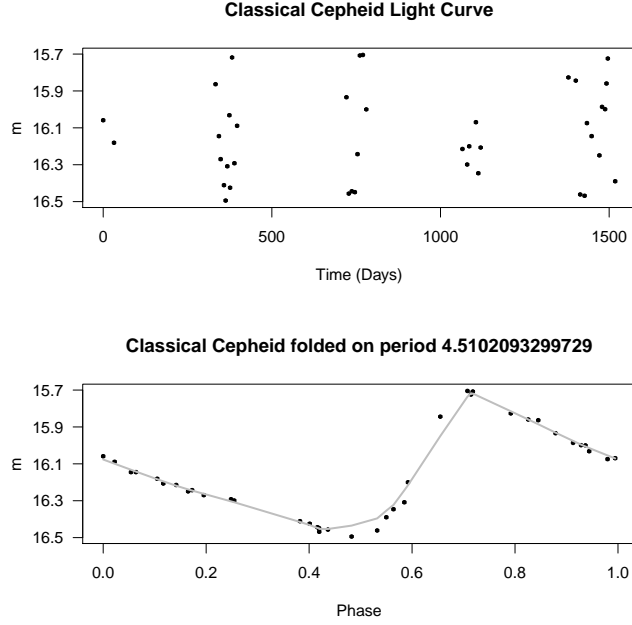 Classical Cepheid Light Curve
15.7
15.9
16.1
16.3
16.5
m
0 500 1000 1500
Time (Days)
Classical Cepheid folded on period 4.5102093299729
15.7
15.9
16.1
16.3
16.5
m
0.0 0.2 0.4 0.6 0.8 1.0
Phase